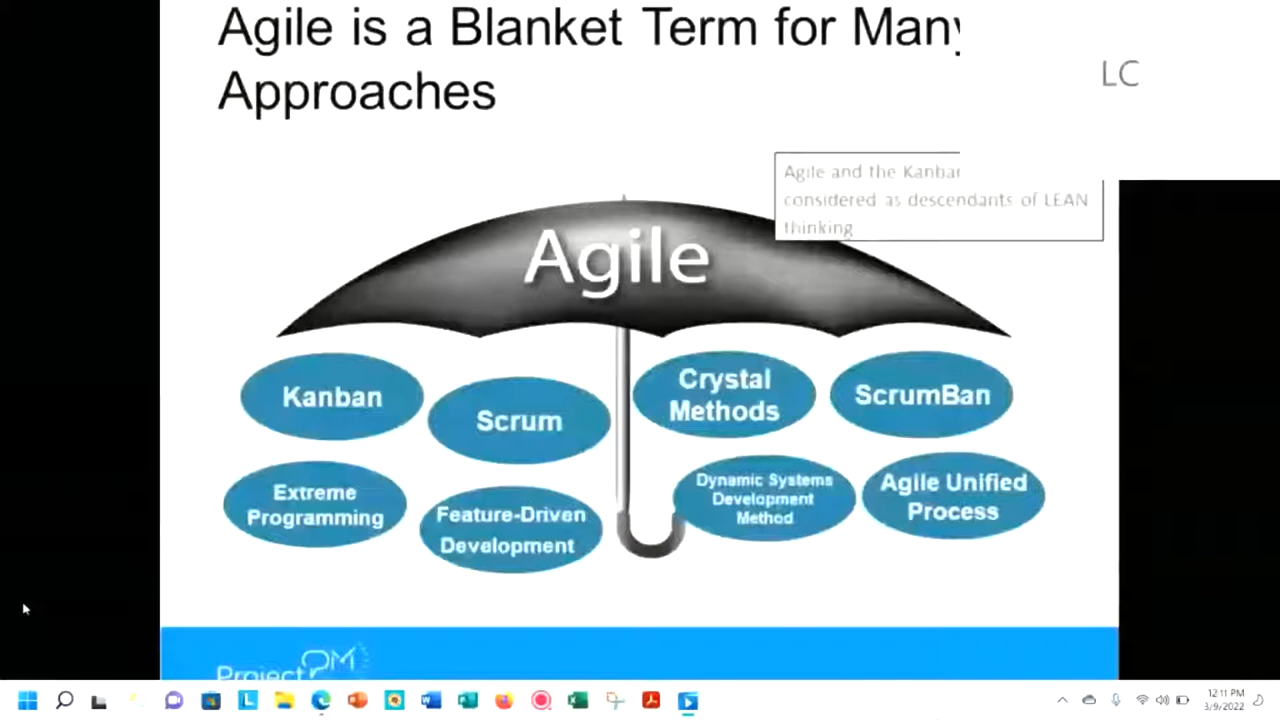 Agile is a Blanket Term for Many
Approaches
LC
Agile and the Kanban
considered as descendants of LEAN
thinking
Agile
Kanban
Scrum
Crystal
Methods
ScrumBan
Extreme
Programming
Feature-Driven
Development
Dynamic Systems
Development
Method
Agile Unified
Process
Project PM
12:11 PM
3/9/2022